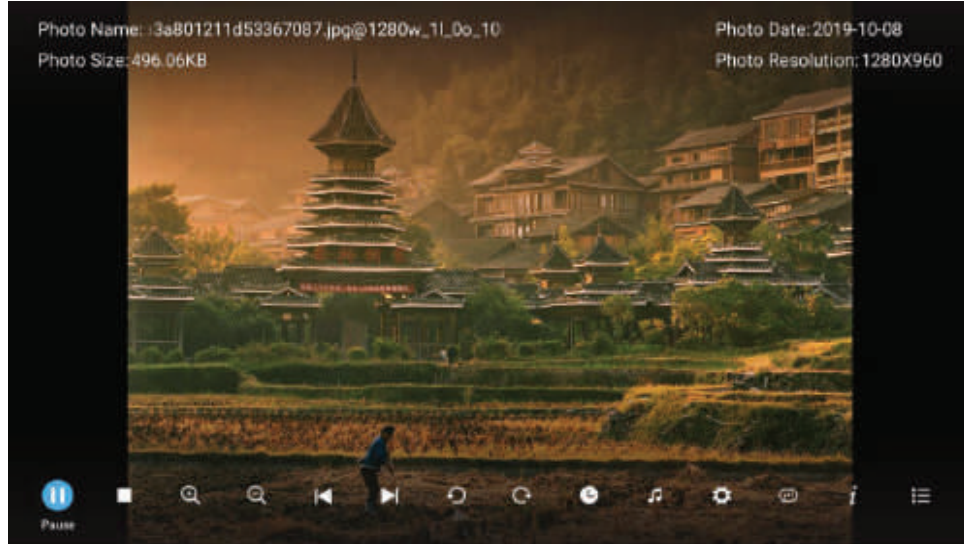 Photo Name: 3a801211d53367087.jpg@1280w_1l_0o_10
Photo Size: 496.06KB
Photo Date: 2019-10-08
Photo Resolution: 1280X960
Pause